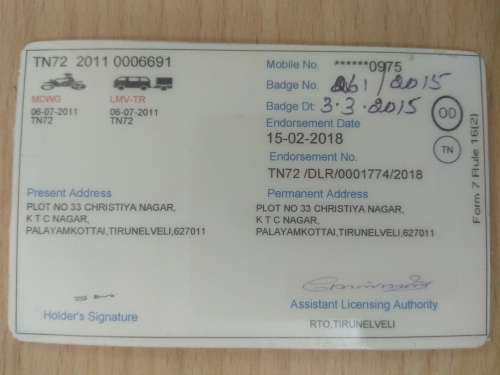 TN72 2011 0006691
Mobile No. ******0975
Badge No. 261/2015
Badge Dt: 3.3.2015
MCWG
LMV-TR
06-07-2011
TN72
06-07-2011
TN72
OD
Endorsement Date
15-02-2018
TN
Endorsement No.
TN72 /DLR/0001774/2018
Form 7 Rule 16(2)
Present Address
PLOT NO 33 CHRISTIYA NAGAR,
K T C NAGAR,
PALAYAMKOTTAI,TIRUNELVELI,627011
Permanent Address
PLOT NO 33 CHRISTIYA NAGAR,
K T C NAGAR,
PALAYAMKOTTAI,TIRUNELVELI,627011
Holder's Signature
Assistant Licensing Authority
RTO,TIRUNELVELI